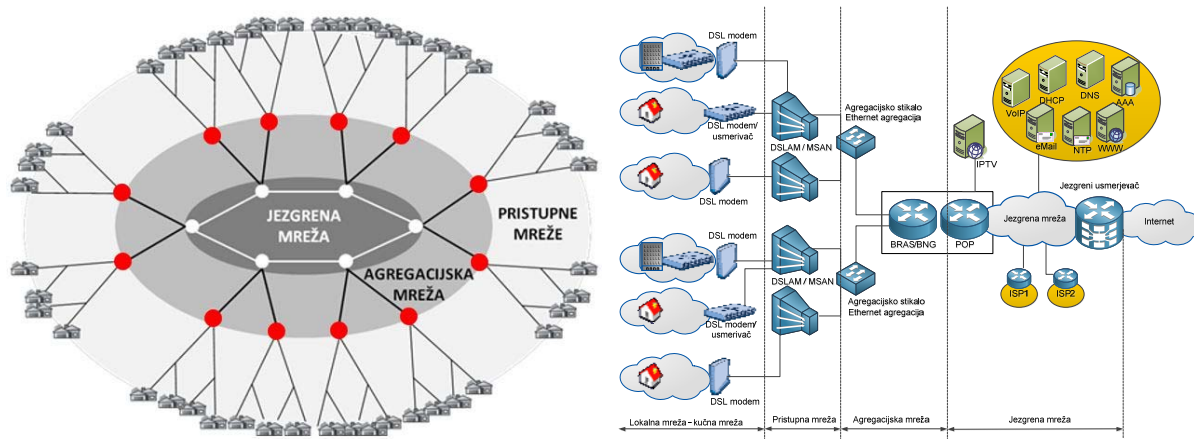 JEZGRENA
MREŽA
PRISTUPNE
MREŽE
AGREGACIJSKA
MREŽA
DSL modem
DSL modem/
usmerivač
DSL modem
DSLAM / MSAN
Agregacijsko stikalo
Ethernet agregacija
VoIP
DHCP
DNS
AAA
eMail
NTP
WWW
IPTV
Jezgreni usmjerjevač
BRAS/BNG
POP
Jezgrena mreža
Internet
ISP1
ISP2
DSL modem
DSL modem/
usmerivač
DSL modem
DSLAM / MSAN
Agregacijsko stikalo
Ethernet agregacija
Lokalna mreža – kučna mreža
Pristupna mreža
Agregacijska mreža
Jezgrena mreža